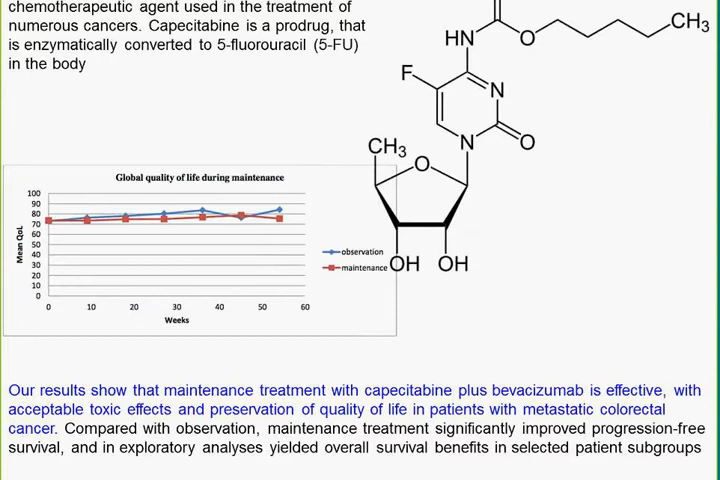 chemotherapeutic agent used in the treatment of
numerous cancers. Capecitabine is a prodrug, that
is enzymatically converted to 5-fluorouracil (5-FU)
in the body
HN
O
CH3
F
N
N
O
CH3
O
OH
OH
Global quality of life during maintenance
100
90
80
70
60
50
40
30
20
10
0
Mean QoL
0 10 20 30 40 50 60
Weeks
observation
maintenance
Our results show that maintenance treatment with capecitabine plus bevacizumab is effective, with
acceptable toxic effects and preservation of quality of life in patients with metastatic colorectal
cancer. Compared with observation, maintenance treatment significantly improved progression-free
survival, and in exploratory analyses yielded overall survival benefits in selected patient subgroups